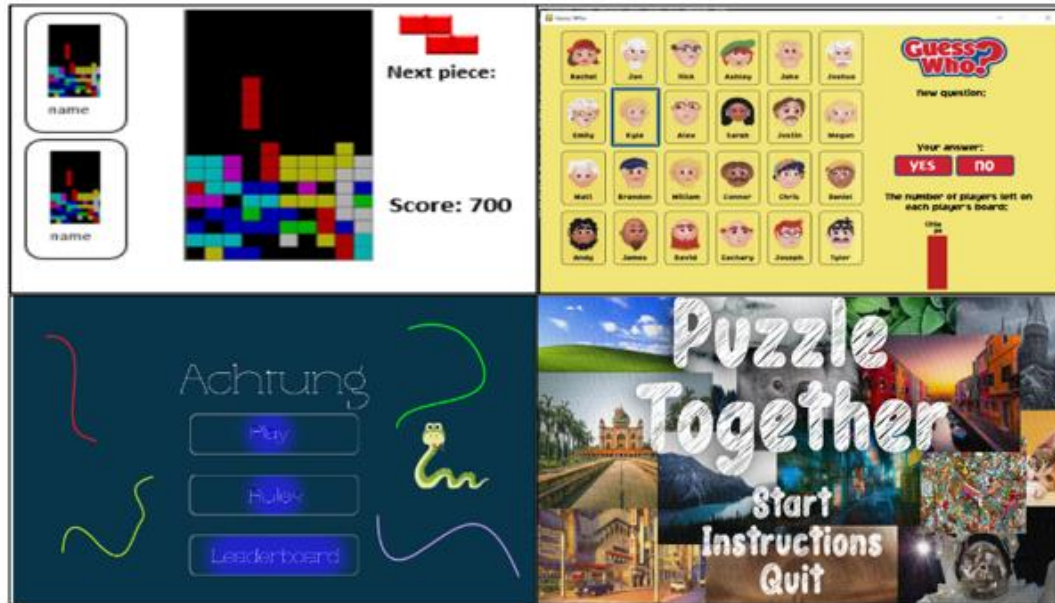 name
name
Next piece:
Score: 700
Guess Who
GUESS
WHO?
Rachel Jon Rick Ashley Jake Joshua
Emily Kyle Alex Sarah Justin Megan
Matt Brandon William Connor Chris Daniel
Andy James David Zachary Joseph Tyler
New question:
Your answer:
YES NO
The number of players left on
each player's board:
Achtung
Play
Rules
Leaderboard
Puzzle
Together
Start
Instructions
Quit